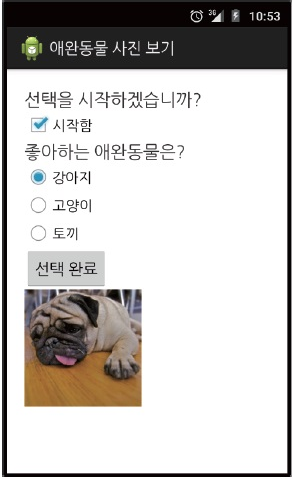 3G 10:53
애완동물 사진 보기
선택을 시작하겠습니까?
시작함
좋아하는 애완동물은?
강아지
고양이
토끼
선택 완료